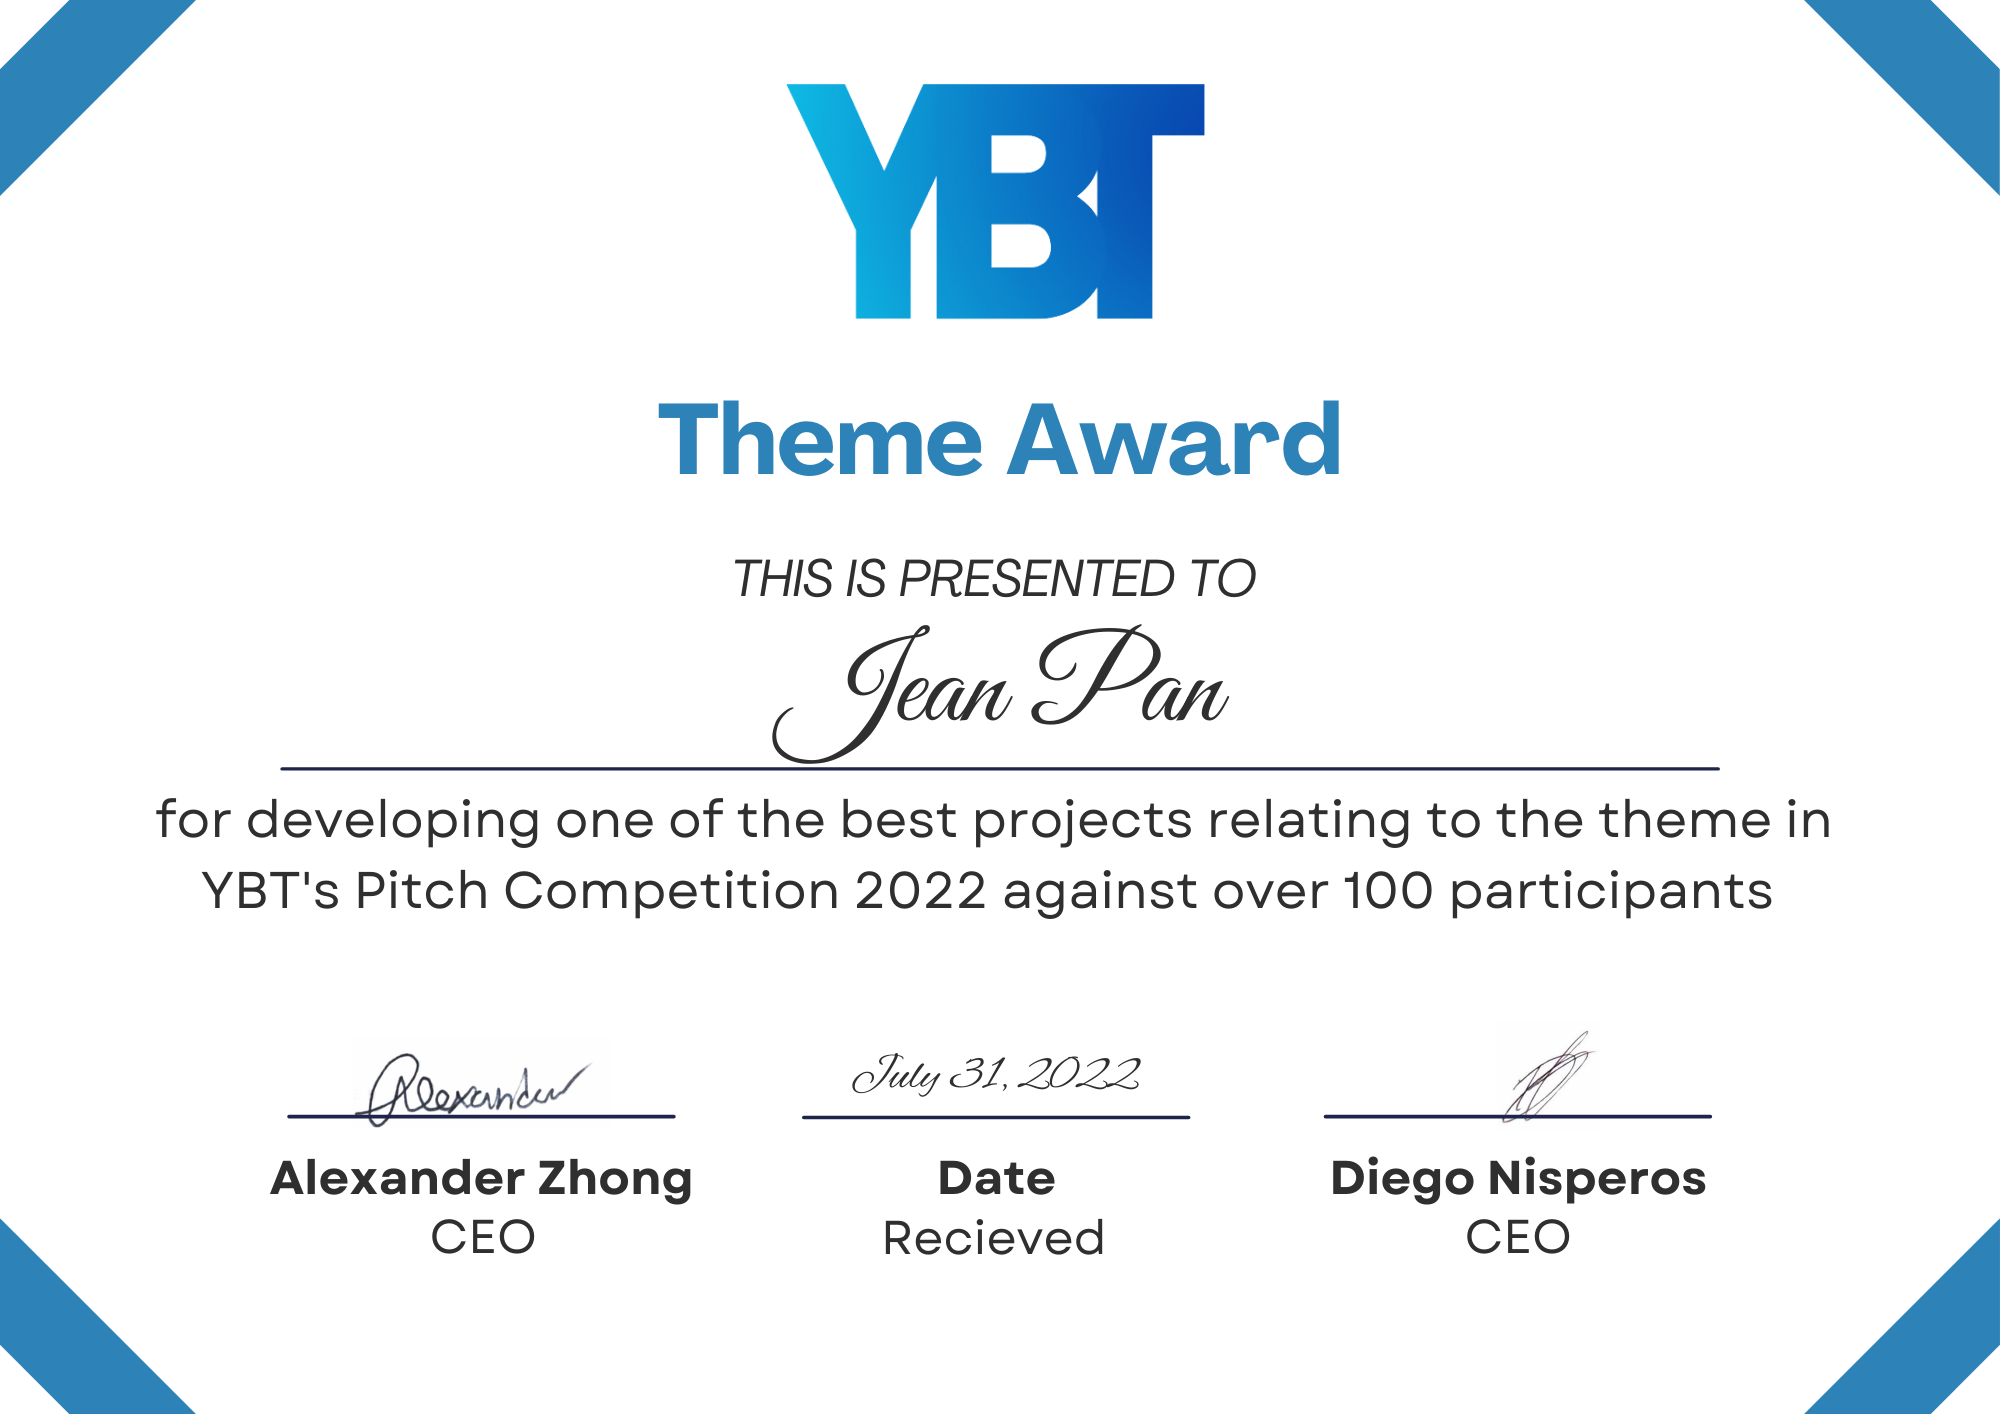 YBT
Theme Award
THIS IS PRESENTED TO
Jean Pan
for developing one of the best projects relating to the theme in
YBT's Pitch Competition 2022 against over 100 participants
Alexander
July 31, 2022
Alexander Zhong
Date
Diego Nisperos
CEO
Recieved
CEO